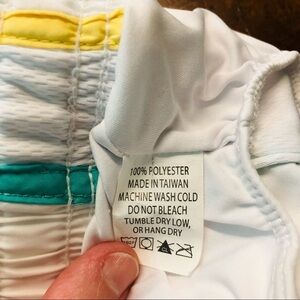 100% POLYESTER
MADE IN TAIWAN
MACHINE WASH COLD
DO NOT BLEACH
TUMBLE DRY LOW,
OR HANG DRY